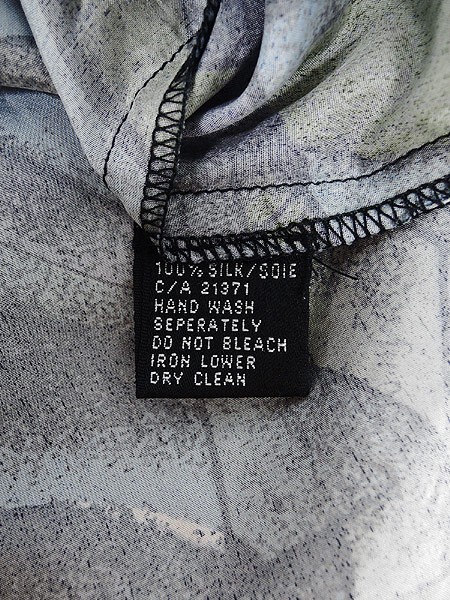 100% SILK/SOIE
C/A 21371
HAND WASH
SEPERATELY
DO NOT BLEACH
IRON LOWER
DRY CLEAN